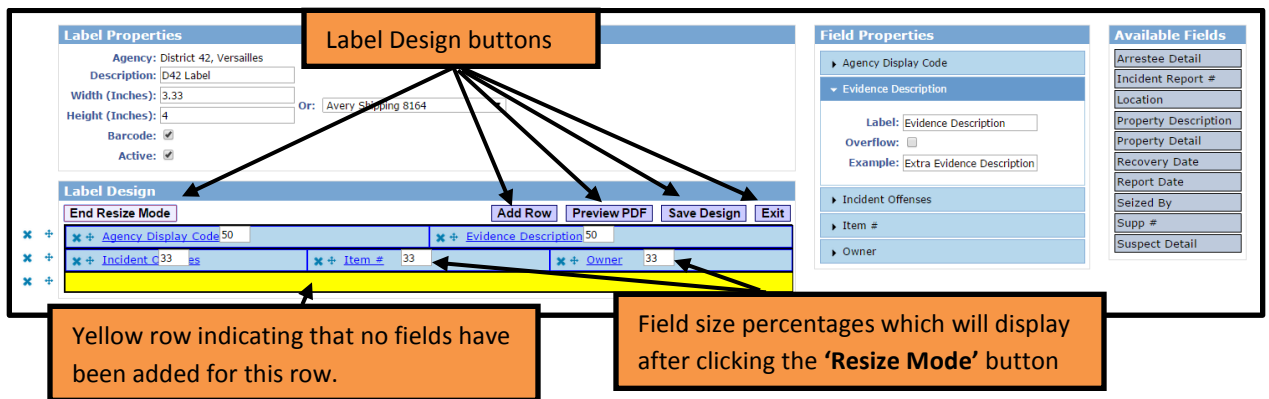 Label Properties
Label Design buttons
Agency: District 42, Versailles
Description: D42 Label
Width (Inches): 3.33
Or: Avery Shipping 8164
Height (Inches): 4
Barcode:
Active:
Label Design
End Resize Mode Add Row Preview PDF Save Design Exit
Agency Display Code 50 Evidence Description 50
Incident 33 es Item # 33 Owner 33
Yellow row indicating that no fields have
been added for this row.
Field size percentages which will display
after clicking the 'Resize Mode' button
Field Properties
Agency Display Code
Evidence Description
Label: Evidence Description
Overflow:
Example: Extra Evidence Description
Incident Offenses
Item #
Owner
Available Fields
Arrestee Detail
Incident Report #
Location
Property Description
Property Detail
Recovery Date
Report Date
Seized By
Supp #
Suspect Detail